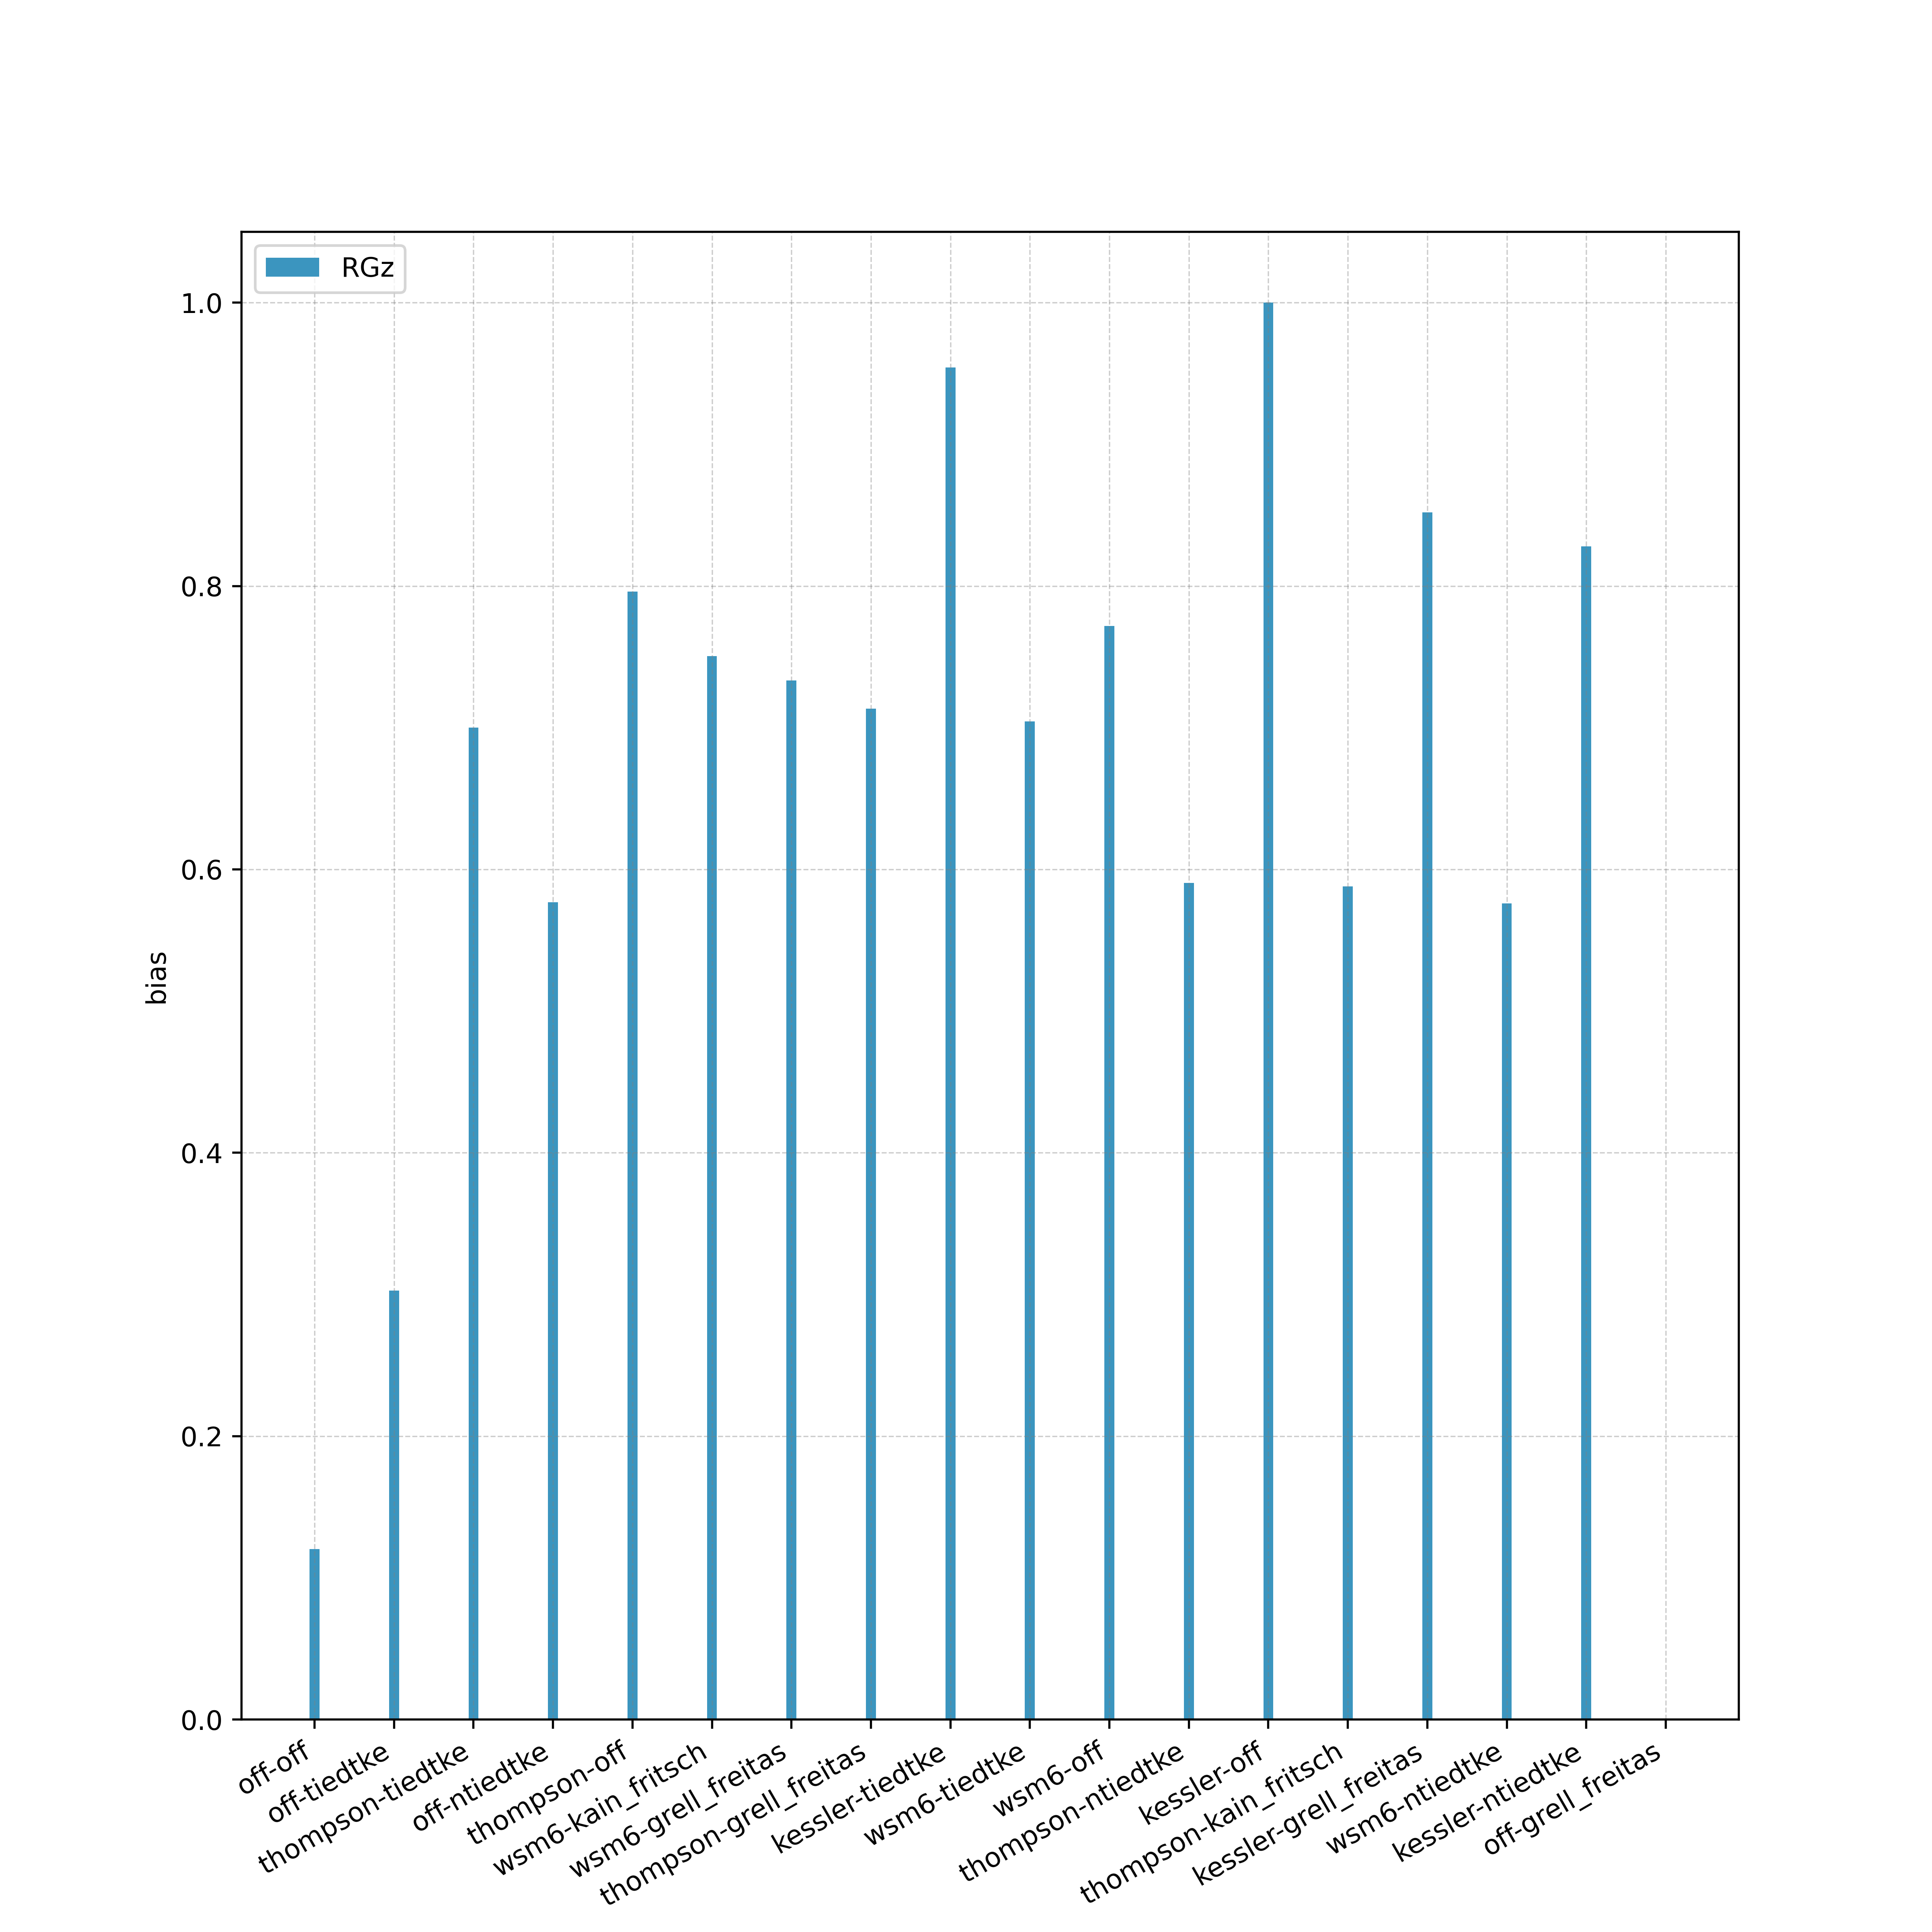 RGz
1.0
0.8
0.6
0.4
0.2
0.0
bias
off-off
off-tiedtke
thompson-tiedtke
off-ntiedtke
thompson-off
wsm6-kain_fritsch
wsm6-grell_freitas
thompson-grell_freitas
kessler-tiedtke
wsm6-tiedtke
wsm6-off
thompson-ntiedtke
kessler-off
thompson-kain_fritsch
kessler-grell_freitas
wsm6-ntiedtke
kessler-ntiedtke
off-grell_freitas